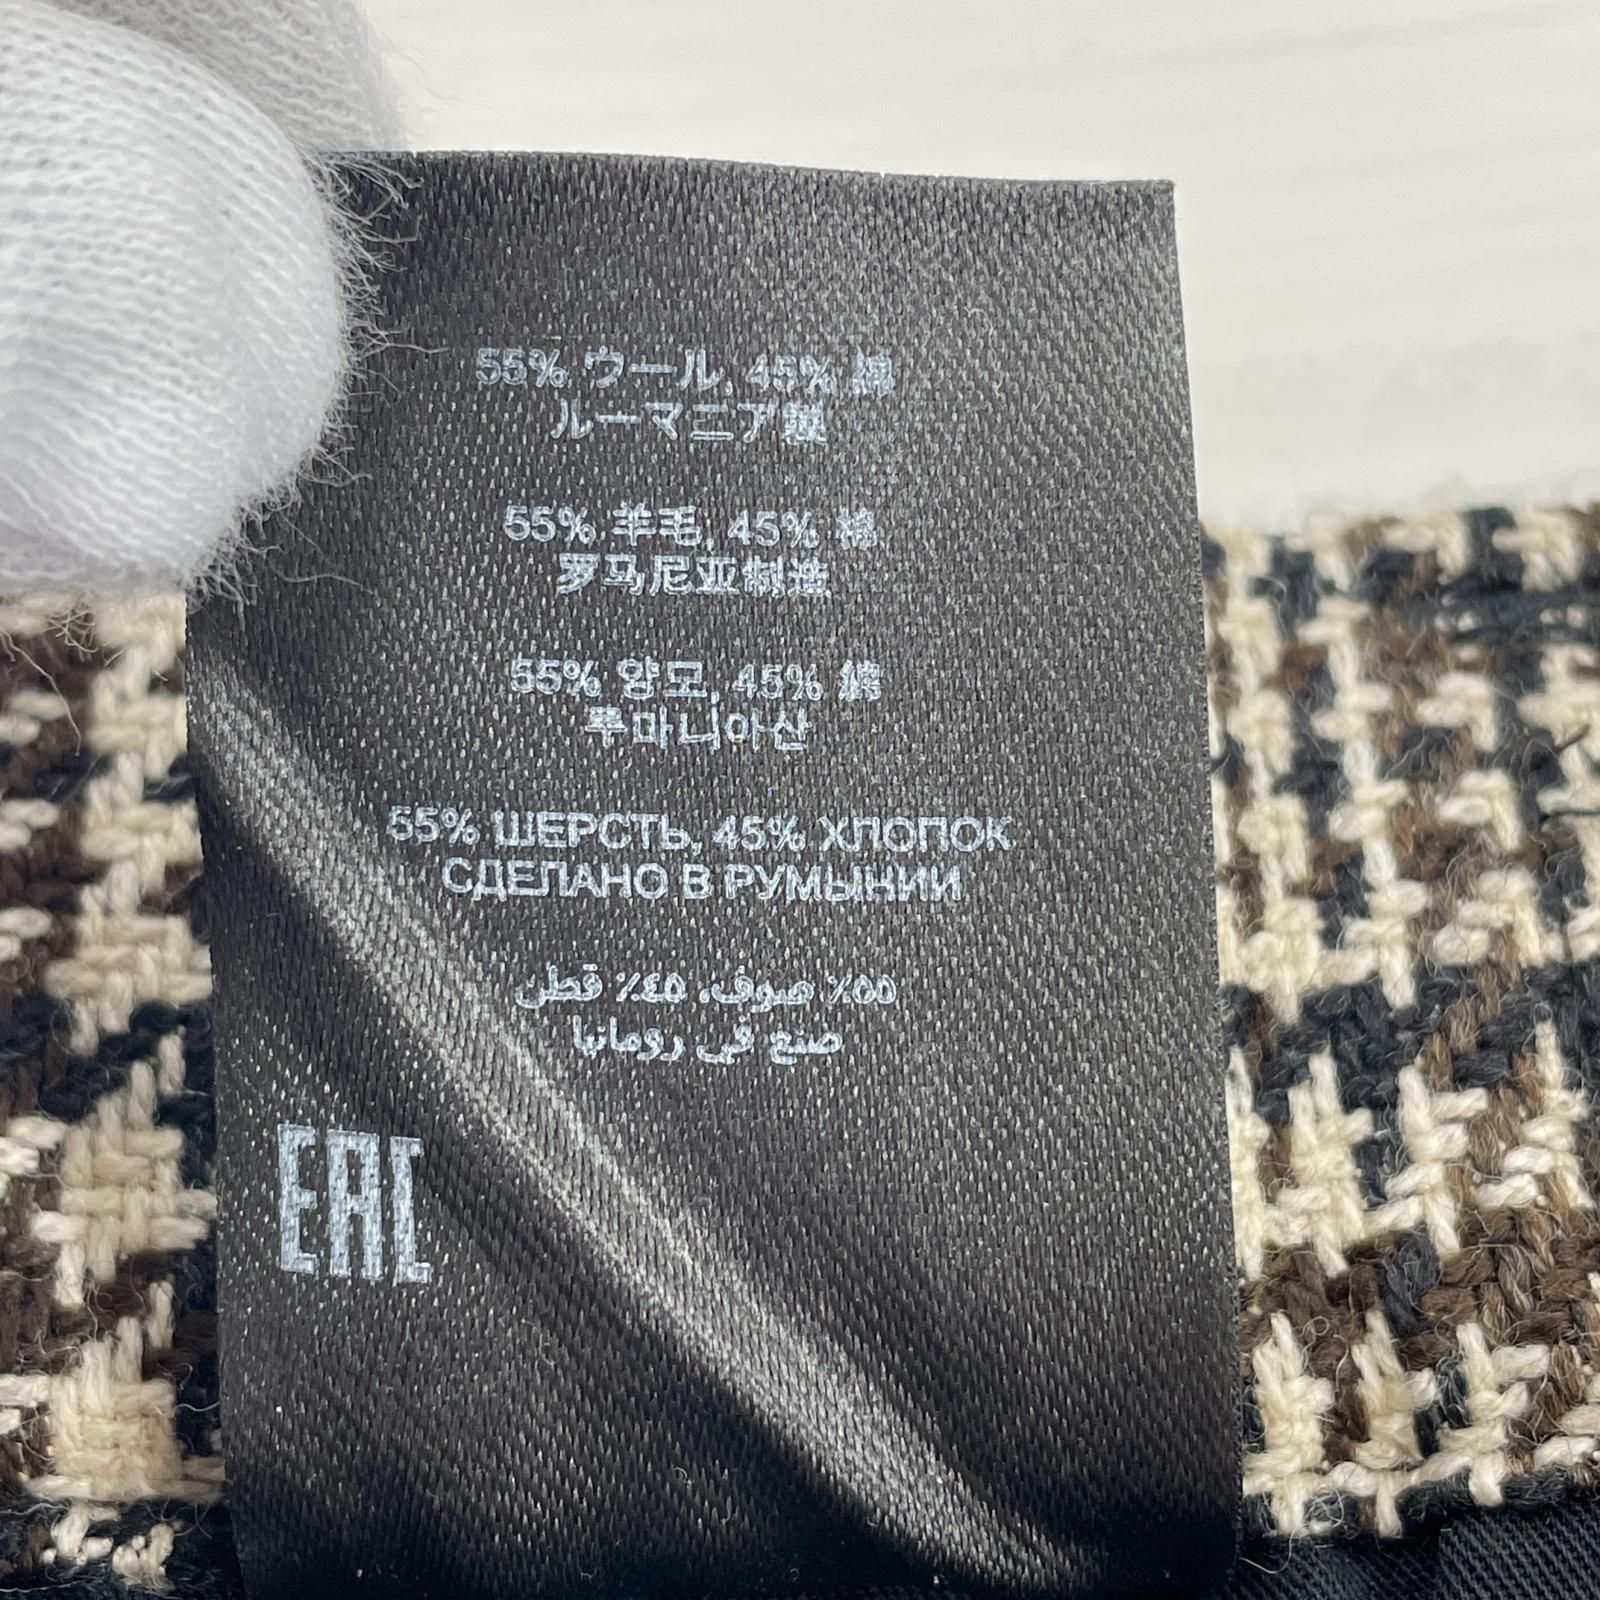 55% ウール, 45% 綿
ルーマニア製
55% 羊毛, 45% 棉
罗马尼亚制造
55% 양모, 45% 綿
루마니아산
55% ШЕРСТЬ, 45% ХЛОПОК
СДЕЛАНО В РУМЫНИИ
٥٥٪ صوف، ٤٥٪ قطن
صنع في رومانيا
EAC